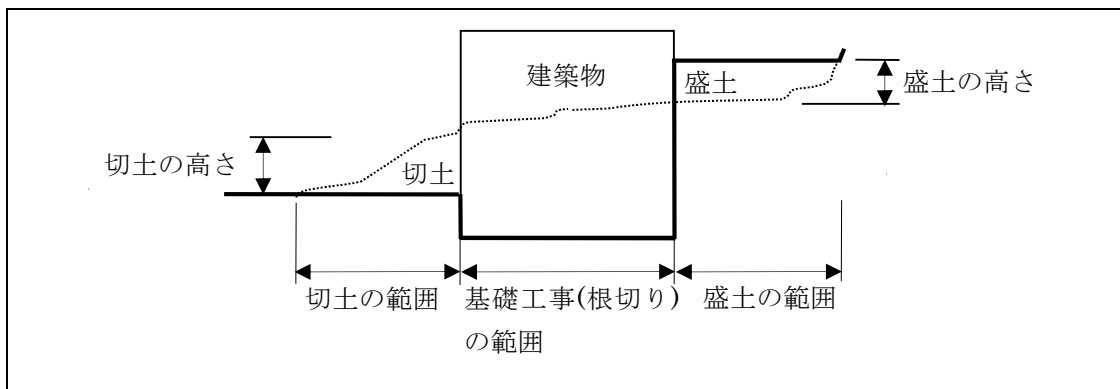 建築物
盛土
盛土の高さ
切土の高さ
切土
切土の範囲
基礎工事(根切り)
の範囲
盛土の範囲